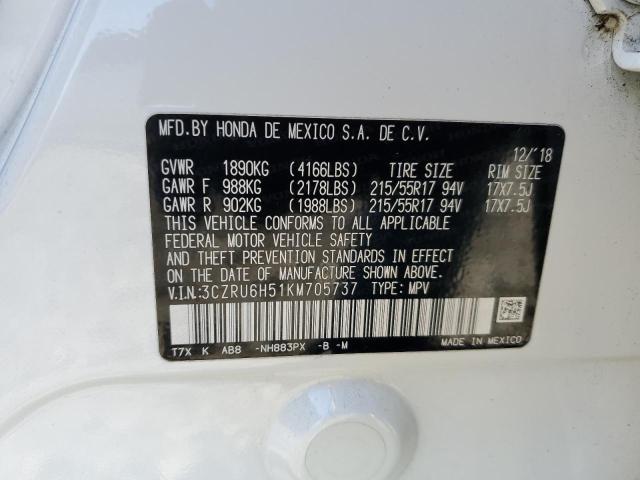 MFD.BY HONDA DE MEXICO S.A. DE C.V.
12/'18
GVWR 1890KG (4166LBS) TIRE SIZE RIM SIZE
GAWR F 988KG (2178LBS) 215/55R17 94V 17X7.5J
GAWR R 902KG (1988LBS) 215/55R17 94V 17X7.5J
THIS VEHICLE CONFORMS TO ALL APPLICABLE
FEDERAL MOTOR VEHICLE SAFETY
AND THEFT PREVENTION STANDARDS IN EFFECT
ON THE DATE OF MANUFACTURE SHOWN ABOVE.
V.I.N.:3CZRU6H51KM705737 TYPE: MPV
T7X K AB8 -NH883PX -B -M
MADE IN MEXICO